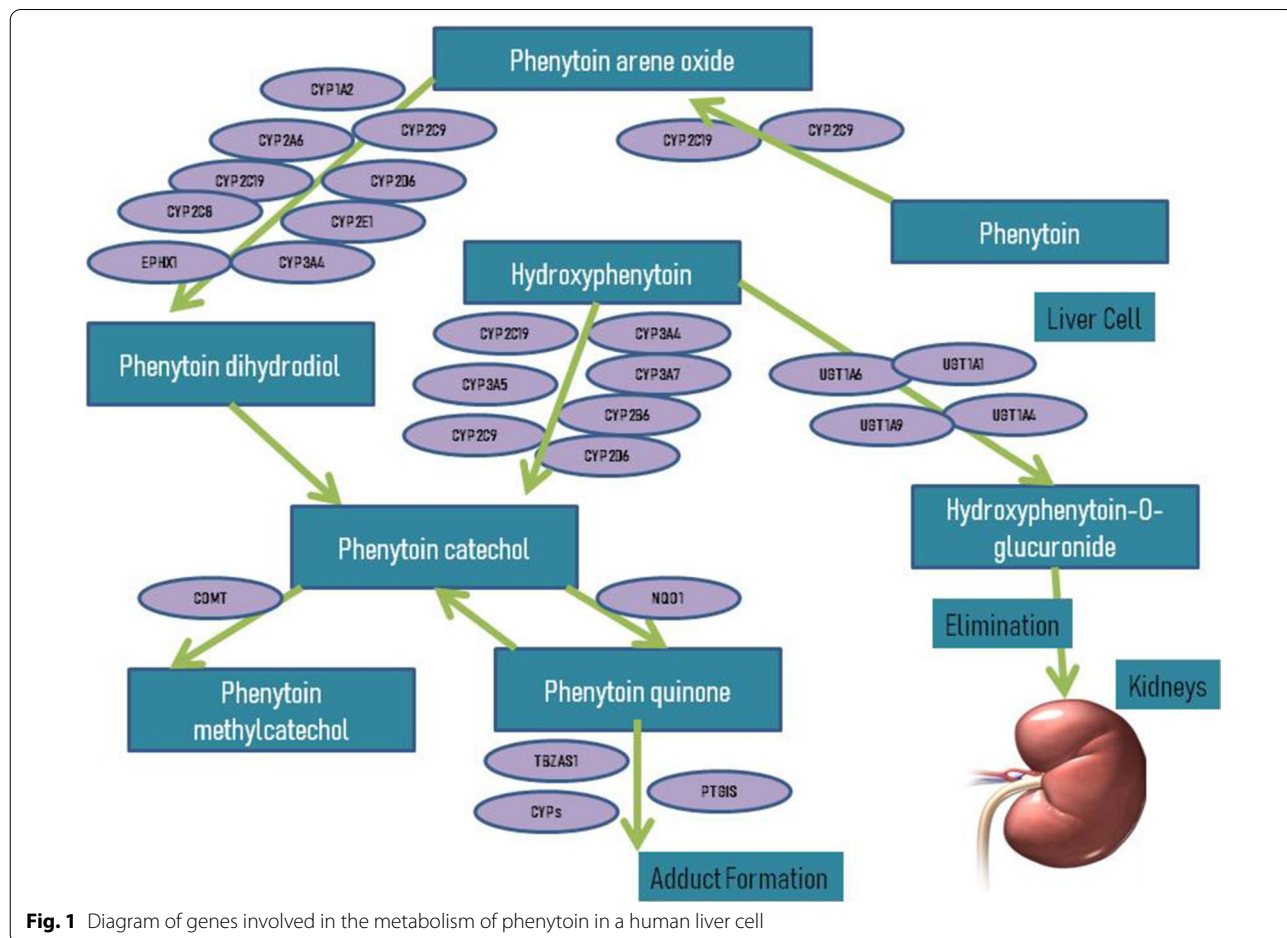 Phenytoin arene oxide
CYP1A2
CYP2C9
CYP2A6
CYP2C19
CYP2D6
CYP2C8
CYP2E1
EPHX1
CYP3A4
CYP2C19
CYP2C9
Phenytoin
Liver Cell
Hydroxyphenytoin
Phenytoin dihydrodiol
CYP2C19
CYP3A4
CYP3A5
CYP3A7
CYP2B6
CYP2C9
CYP2D6
UGT1A6
UGT1A1
UGT1A9
UGT1A4
Phenytoin catechol
Hydroxyphenytoin-O-
glucuronide
COMT
NQO1
Elimination
Kidneys
Phenytoin
methylcatechol
Phenytoin quinone
TBZAS1
CYPs
PTGIS
Adduct Formation
Fig. 1 Diagram of genes involved in the metabolism of phenytoin in a human liver cell